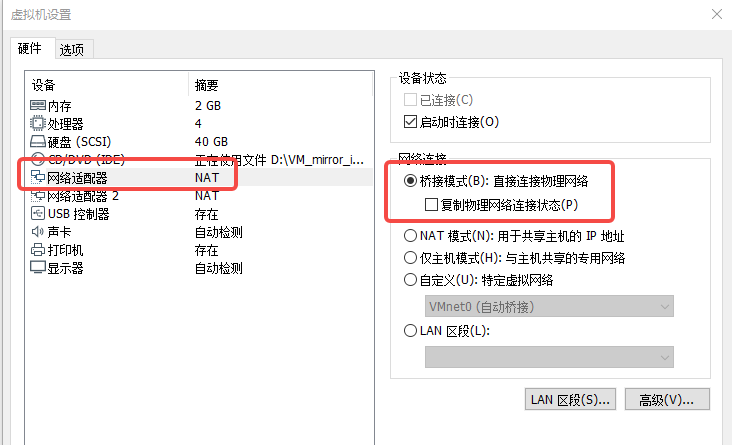 虚拟机设置
硬件 选项
设备 摘要
内存 2 GB
处理器 4
硬盘 (SCSI) 40 GB
CD/DVD (IDE) 正在使用文件 D:\VM_mirror_i...
网络适配器 NAT
网络适配器 2 NAT
USB 控制器 存在
声卡 自动检测
打印机 存在
显示器 自动检测
设备状态
已连接(C)
启动时连接(O)
网络连接
桥接模式(B): 直接连接物理网络
复制物理网络连接状态(P)
NAT 模式(N): 用于共享主机的 IP 地址
仅主机模式(H): 与主机共享的专用网络
自定义(U): 特定虚拟网络
VMnet0 (自动桥接)
LAN 区段(L):
LAN 区段(S)... 高级(V)...